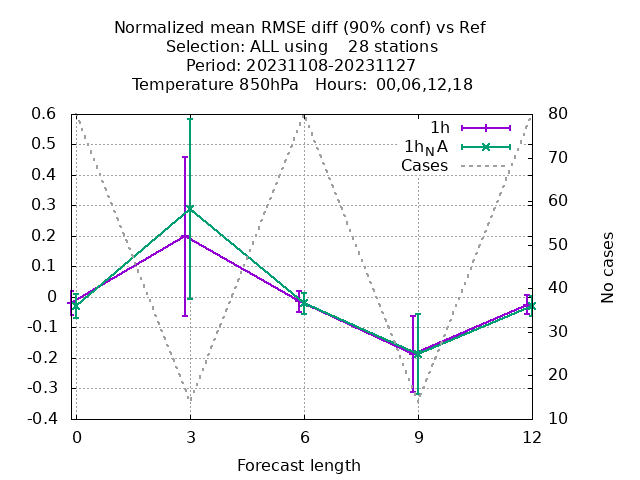 Normalized mean RMSE diff (90% conf) vs Ref
Selection: ALL using    28 stations
Period: 20231108-20231127
Temperature 850hPa   Hours:  00,06,12,18
1h
1h_NA
Cases
0.6
0.5
0.4
0.3
0.2
0.1
0
-0.1
-0.2
-0.3
-0.4
80
70
60
50
40
30
20
10
No cases
0 3 6 9 12
Forecast length